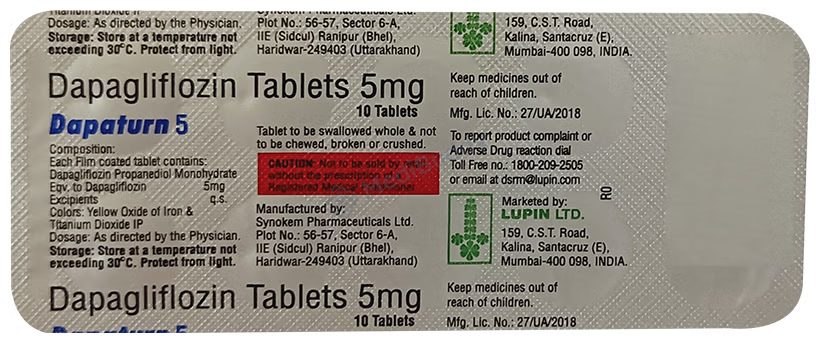 Titanium Dioxide IP
Dosage: As directed by the Physician.
Storage: Store at a temperature not
exceeding 30°C. Protect from light.
Synokem Pharmaceuticals Ltd.
Plot No.: 56-57, Sector 6-A,
IIE (Sidcul) Ranipur (Bhel),
Haridwar-249403 (Uttarakhand)
159, C.S.T. Road,
Kalina, Santacruz (E),
Mumbai-400 098, INDIA.
Dapagliflozin Tablets 5mg
10 Tablets
Dapaturn 5
Composition:
Each Film coated tablet contains:
Dapagliflozin Propanediol Monohydrate
Eqv. to Dapagliflozin 5mg
Excipients q.s.
Colors: Yellow Oxide of Iron &
Titanium Dioxide IP
Dosage: As directed by the Physician.
Storage: Store at a temperature not
exceeding 30°C. Protect from light.
Tablet to be swallowed whole & not
to be chewed, broken or crushed.
CAUTION: Not to be sold by retail
without the prescription of a
Registered Medical Practitioner
Manufactured by:
Synokem Pharmaceuticals Ltd.
Plot No.: 56-57, Sector 6-A,
IIE (Sidcul) Ranipur (Bhel),
Haridwar-249403 (Uttarakhand)
Keep medicines out of
reach of children.
Mfg. Lic. No.: 27/UA/2018
To report product complaint or
Adverse Drug reaction dial
Toll Free no.: 1800-209-2505
or email at dsrm@lupin.com
R0
Marketed by:
LUPIN LTD.
159, C.S.T. Road,
Kalina, Santacruz (E),
Mumbai-400 098, INDIA.
Dapagliflozin Tablets 5mg
10 Tablets
Dapaturn 5
Keep medicines out of
reach of children.
Mfg. Lic. No.: 27/UA/2018